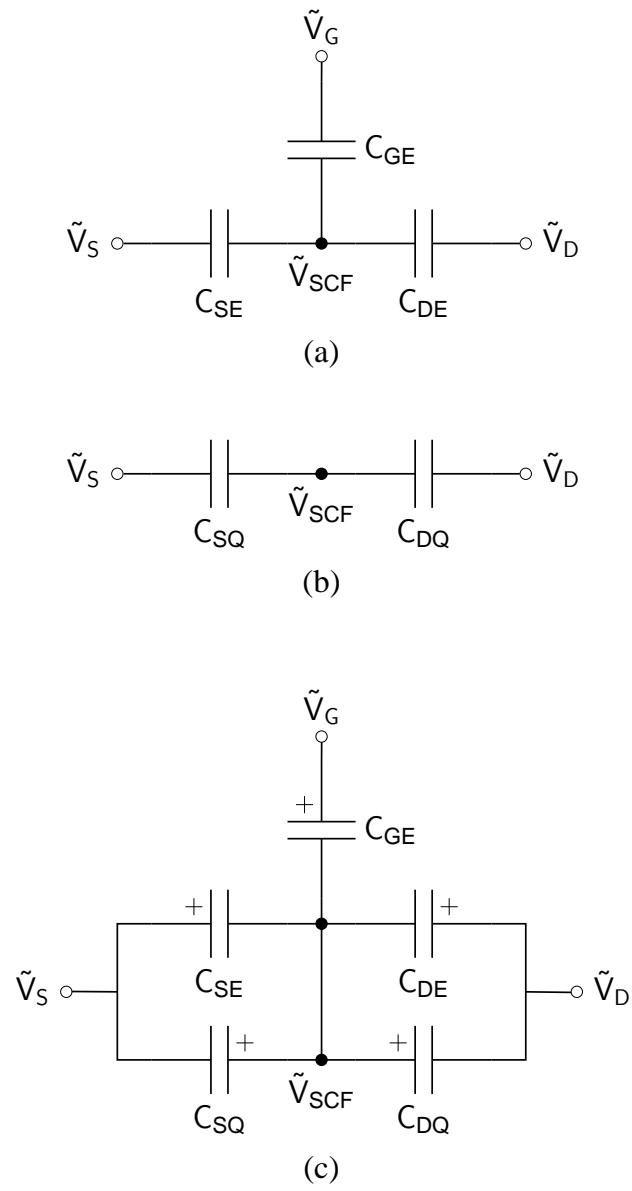 Ṽ_G
C_GE
Ṽ_S Ṽ_D
Ṽ_SCF
C_SE C_DE
(a)
Ṽ_S Ṽ_D
Ṽ_SCF
C_SQ C_DQ
(b)
Ṽ_G
+
C_GE
+ +
C_SE C_DE
Ṽ_S Ṽ_D
+ +
Ṽ_SCF
C_SQ C_DQ
(c)